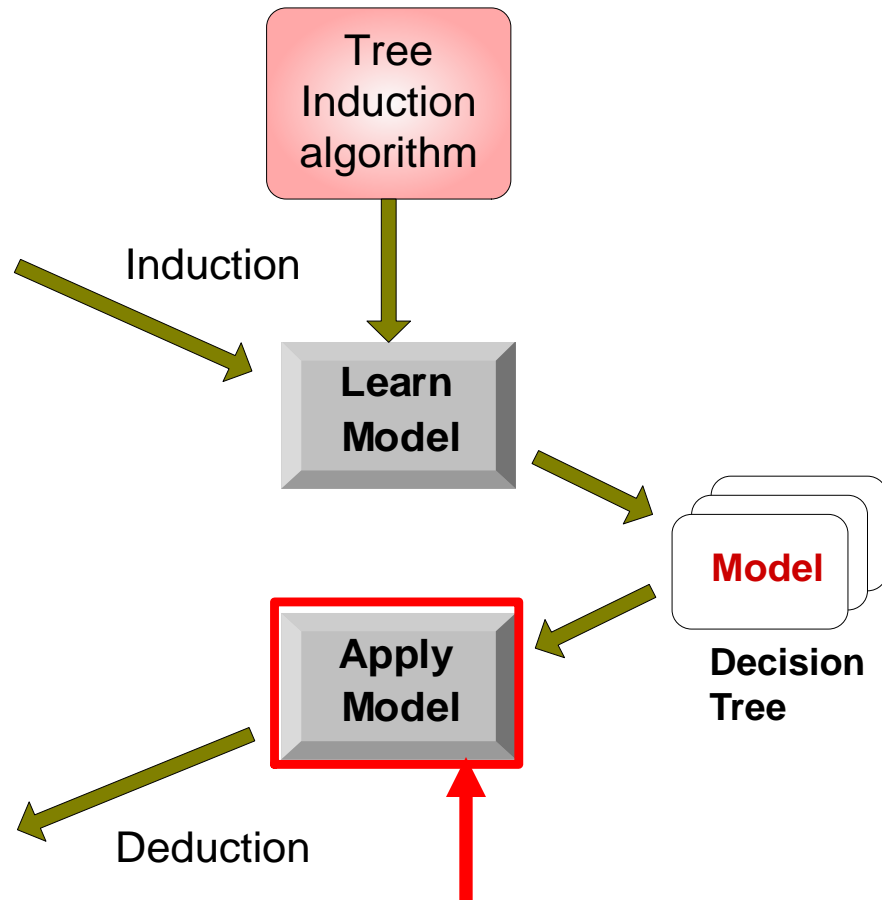 Tree
Induction
algorithm
Induction
Learn
Model
Model
Apply
Model
Decision
Tree
Deduction